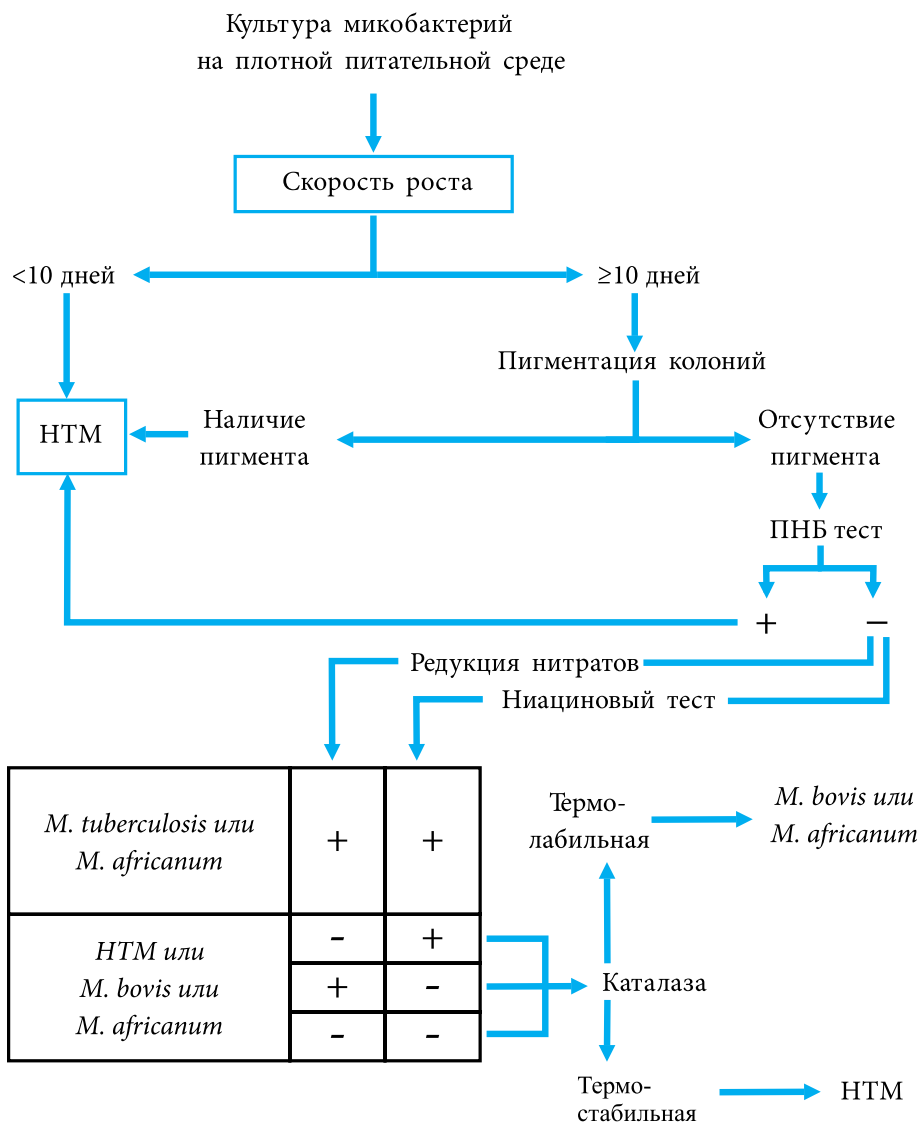 Культура микобактерий
на плотной питательной среде
Скорость роста
<10 дней
≥10 дней
Пигментация колоний
НТМ
Наличие
пигмента
Отсутствие
пигмента
ПНБ тест
+
–
Редукция нитратов
Ниациновый тест
M. tuberculosis или
M. africanum
+
+
НТМ или
M. bovis или
M. africanum
-
+
+
-
-
-
Термо-
лабильная
M. bovis или
M. africanum
Каталаза
Термо-
стабильная
НТМ